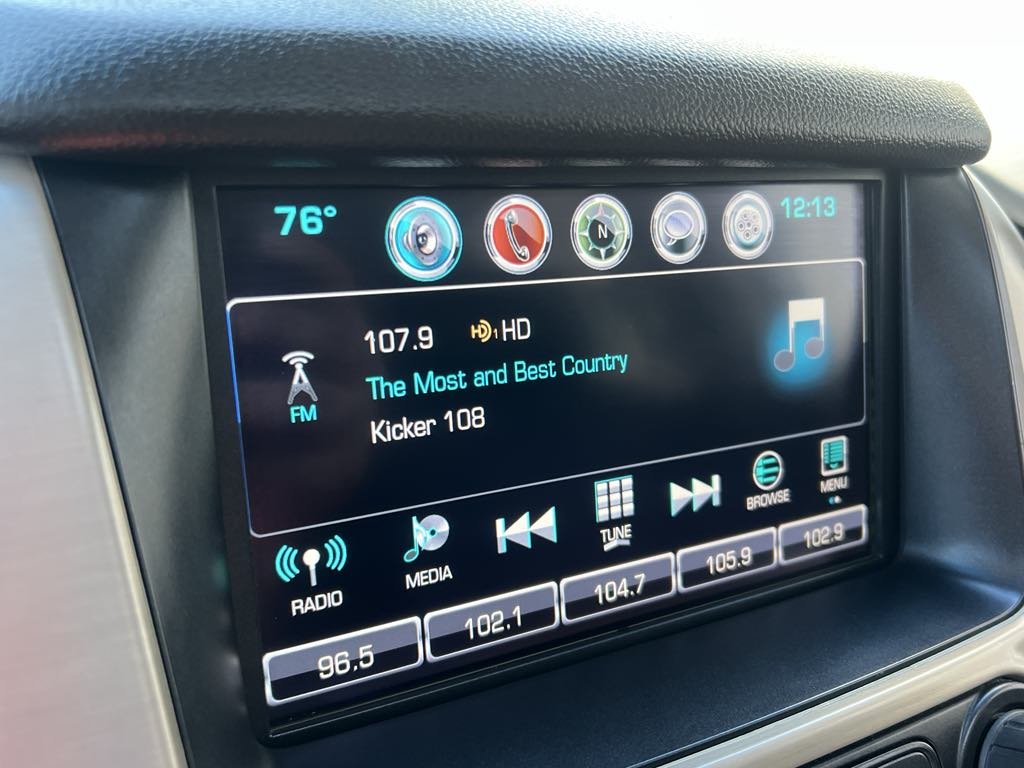 76°
N
12:13
107.9 HD1 HD
The Most and Best Country
Kicker 108
FM
RADIO
MEDIA
TUNE
BROWSE
MENU
96.5
102.1
104.7
105.9
102.9